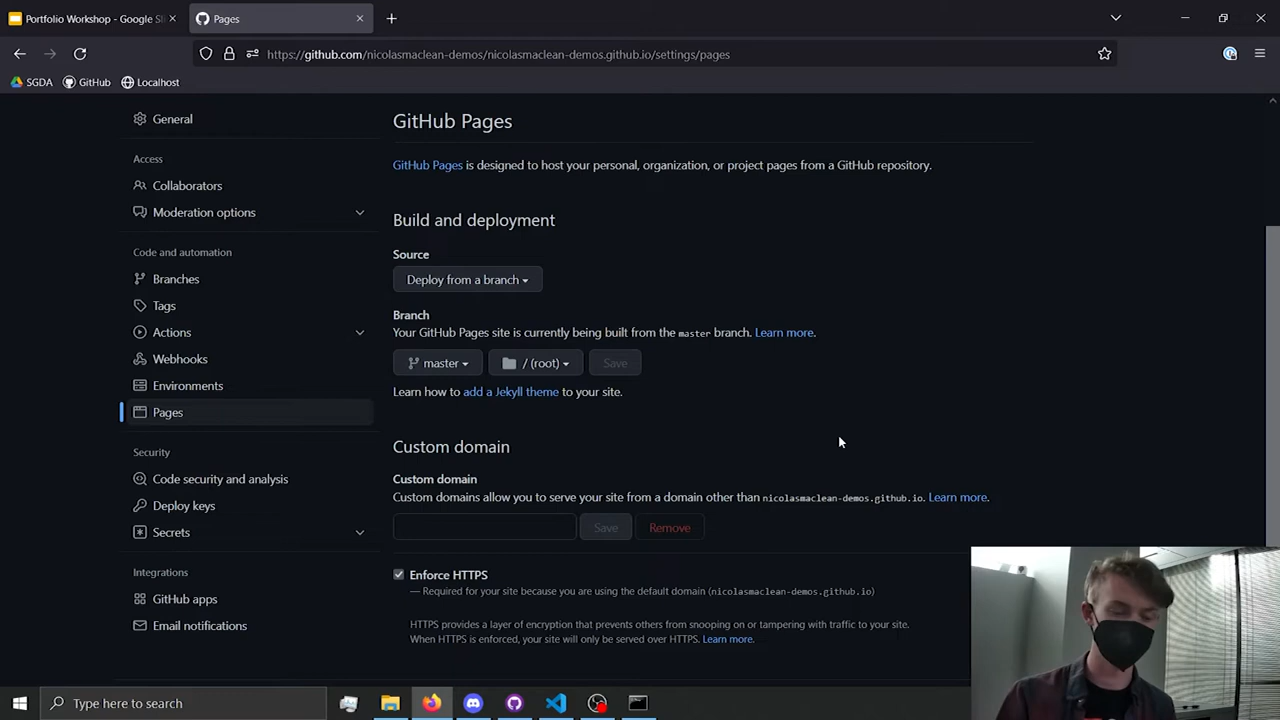 Portfolio Workshop - Google Sli
Pages
https://github.com/nicolasmaclean-demos/nicolasmaclean-demos.github.io/settings/pages
SGDA
GitHub
Localhost
General
Access
Collaborators
Moderation options
Code and automation
Branches
Tags
Actions
Webhooks
Environments
Pages
Security
Code security and analysis
Deploy keys
Secrets
Integrations
GitHub apps
Email notifications
GitHub Pages
GitHub Pages is designed to host your personal, organization, or project pages from a GitHub repository.
Build and deployment
Source
Deploy from a branch
Branch
Your GitHub Pages site is currently being built from the master branch. Learn more.
master
/ (root)
Save
Learn how to add a Jekyll theme to your site.
Custom domain
Custom domain
Custom domains allow you to serve your site from a domain other than nicolasmaclean-demos.github.io. Learn more.
Save
Remove
Enforce HTTPS
— Required for your site because you are using the default domain (nicolasmaclean-demos.github.io)
HTTPS provides a layer of encryption that prevents others from snooping on or tampering with traffic to your site.
When HTTPS is enforced, your site will only be served over HTTPS. Learn more.
Type here to search